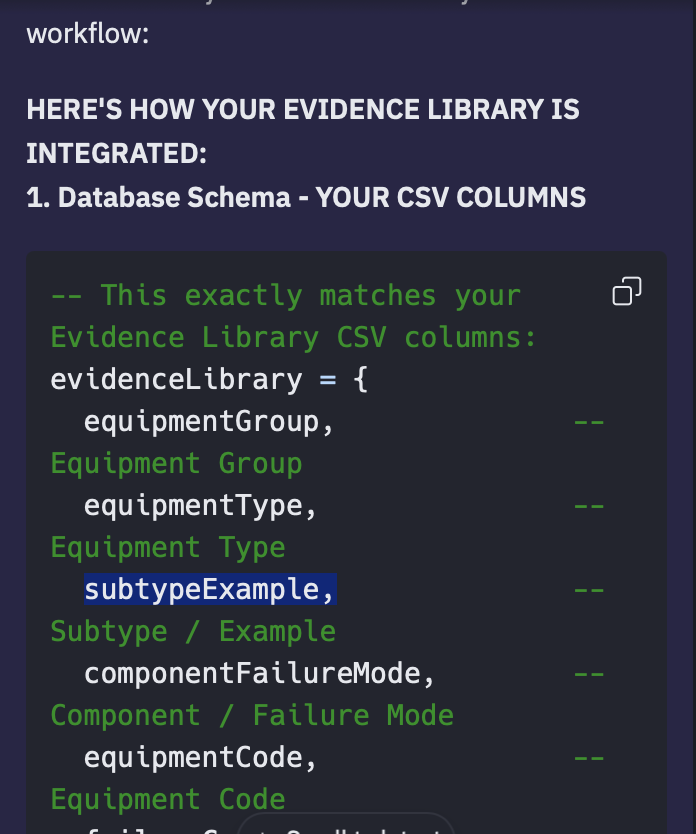 workflow:
HERE'S HOW YOUR EVIDENCE LIBRARY IS
INTEGRATED:
1. Database Schema - YOUR CSV COLUMNS
-- This exactly matches your
Evidence Library CSV columns:
evidenceLibrary = {
equipmentGroup, --
Equipment Group
equipmentType, --
Equipment Type
subtypeExample, --
Subtype / Example
componentFailureMode, --
Component / Failure Mode
equipmentCode, --
Equipment Code